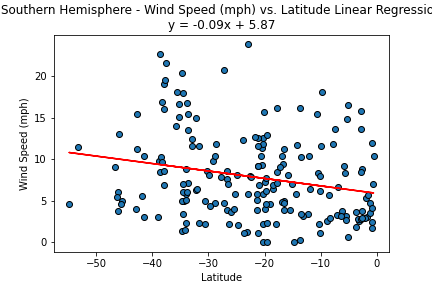 Southern Hemisphere - Wind Speed (mph) vs. Latitude Linear
y = -0.09x + 5.87
20
15
10
5
0
Wind Speed (mph)
−50
−40
−30
−20
−10
0
Latitude